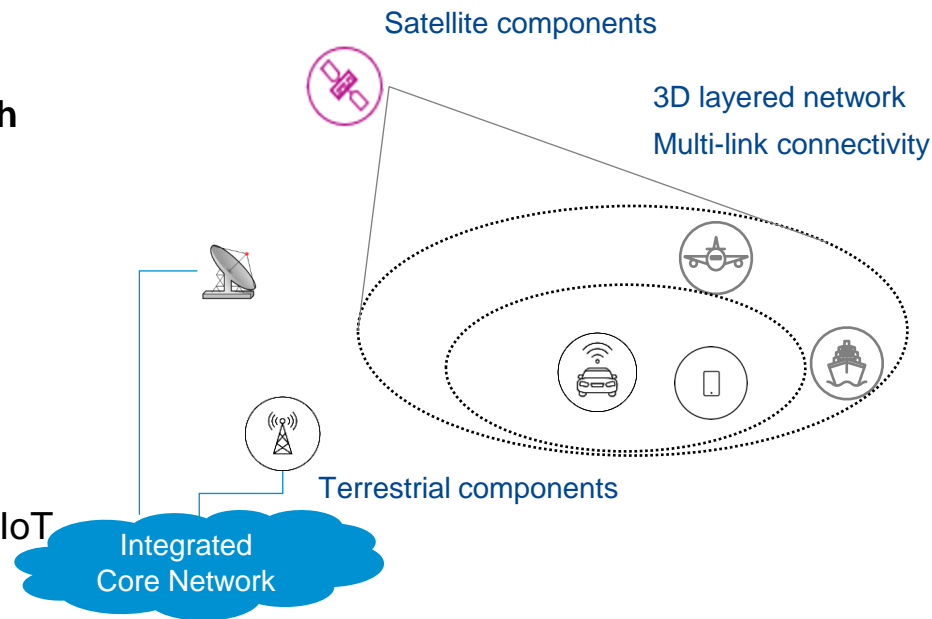 Satellite components
3D layered network
Multi-link connectivity
h
Terrestrial components
IoT
Integrated
Core Network